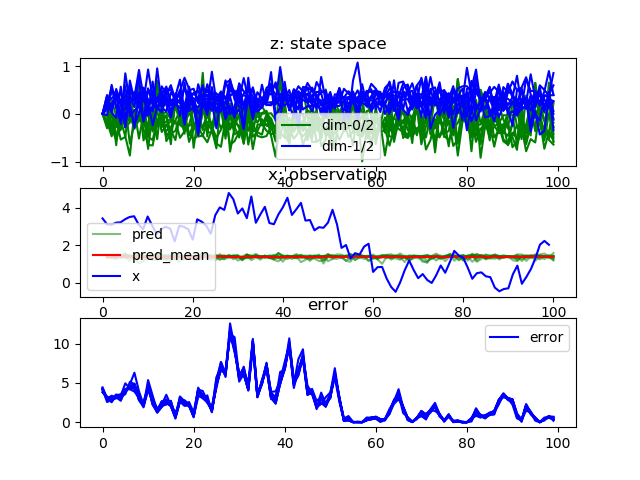 z: state space
1
0
−1
dim-0/2
dim-1/2
0 20 40 60 80 100
x: observation
4
2
0
pred
pred_mean
x
0 20 40 60 80 100
error
10
5
0
error
0 20 40 60 80 100